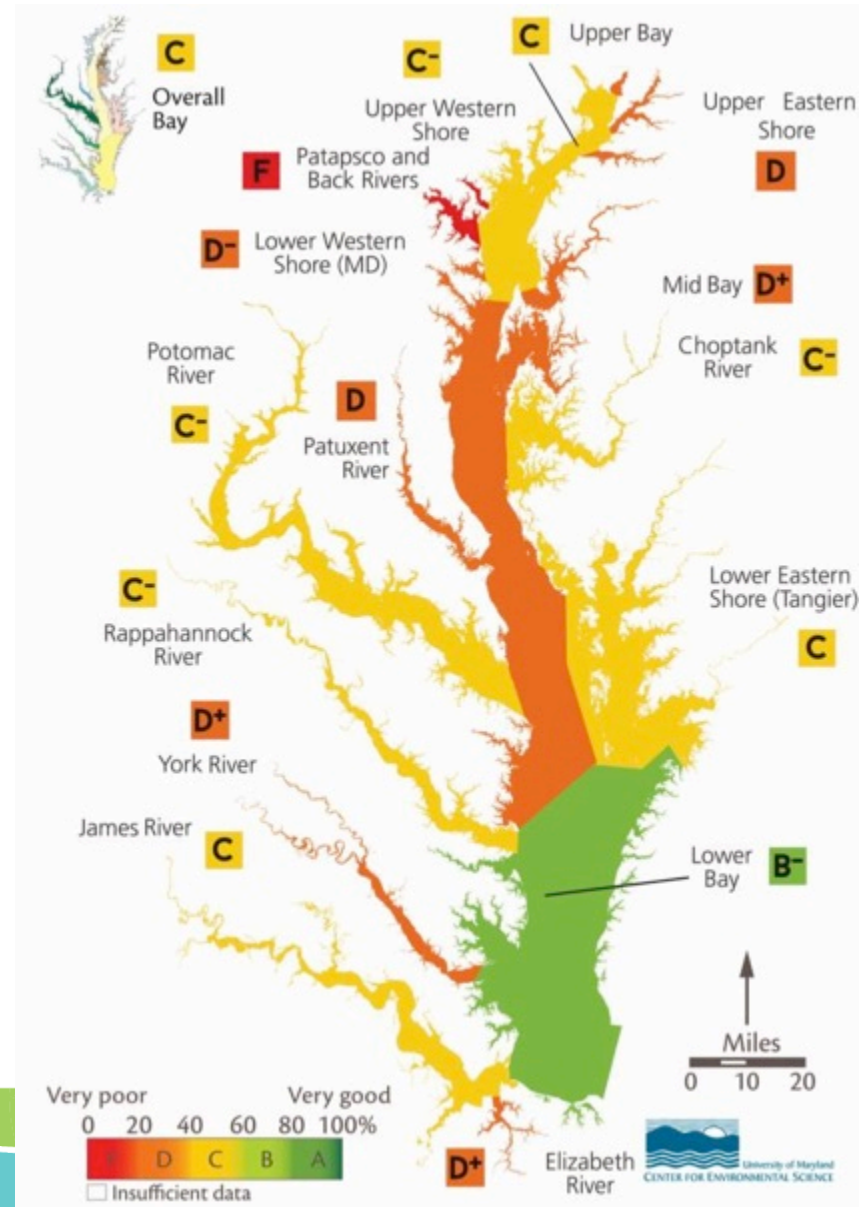 C
Overall
Bay
C
Upper Bay
C-
Upper Western
Shore
Upper Eastern
Shore
D
F
Patapsco and
Back Rivers
D-
Lower Western
Shore (MD)
Mid Bay
D+
Choptank
River
C-
Potomac
River
C-
D
Patuxent
River
C-
Rappahannock
River
Lower Eastern
Shore (Tangier)
C
D+
York River
James River
C
Lower
Bay
B-
Miles
0 10 20
Very poor Very good
0 20 40 60 80 100%
F D C B A
Insufficient data
D+
Elizabeth
River
University of Maryland
CENTER FOR ENVIRONMENTAL SCIENCE